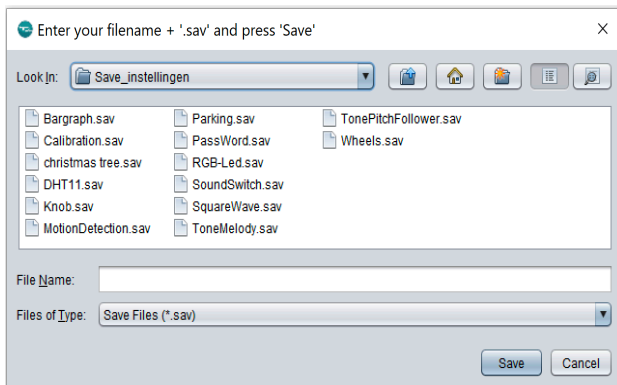 Enter your filename + '.sav' and press 'Save'
Look In: Save_instellingen
Bargraph.sav Parking.sav TonePitchFollower.sav
Calibration.sav PassWord.sav Wheels.sav
christmas tree.sav RGB-Led.sav
DHT11.sav SoundSwitch.sav
Knob.sav SquareWave.sav
MotionDetection.sav ToneMelody.sav
File Name:
Files of Type: Save Files (*.sav)
Save Cancel